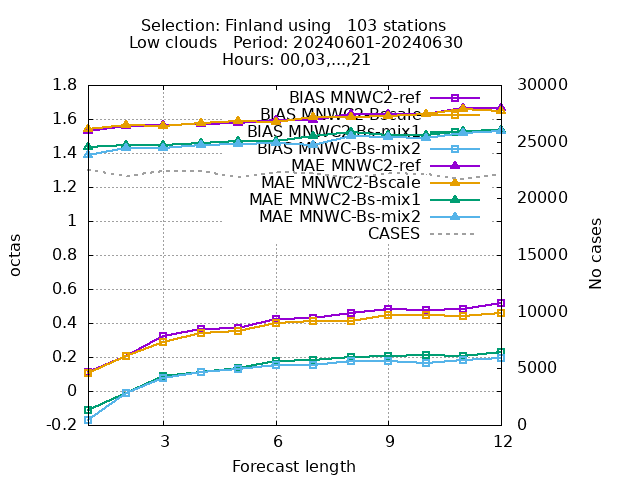 Selection: Finland using   103 stations
Low clouds   Period: 20240601-20240630
Hours: 00,03,...,21
1.8
1.6
1.4
1.2
1
0.8
0.6
0.4
0.2
0
-0.2
octas
BIAS MNWC2-ref
BIAS MNWC2-Bscale
BIAS MNWC2-Bs-mix1
BIAS MNWC-Bs-mix2
MAE MNWC2-ref
MAE MNWC2-Bscale
MAE MNWC2-Bs-mix1
MAE MNWC-Bs-mix2
CASES
30000
25000
20000
15000
10000
5000
0
No cases
3 6 9 12
Forecast length